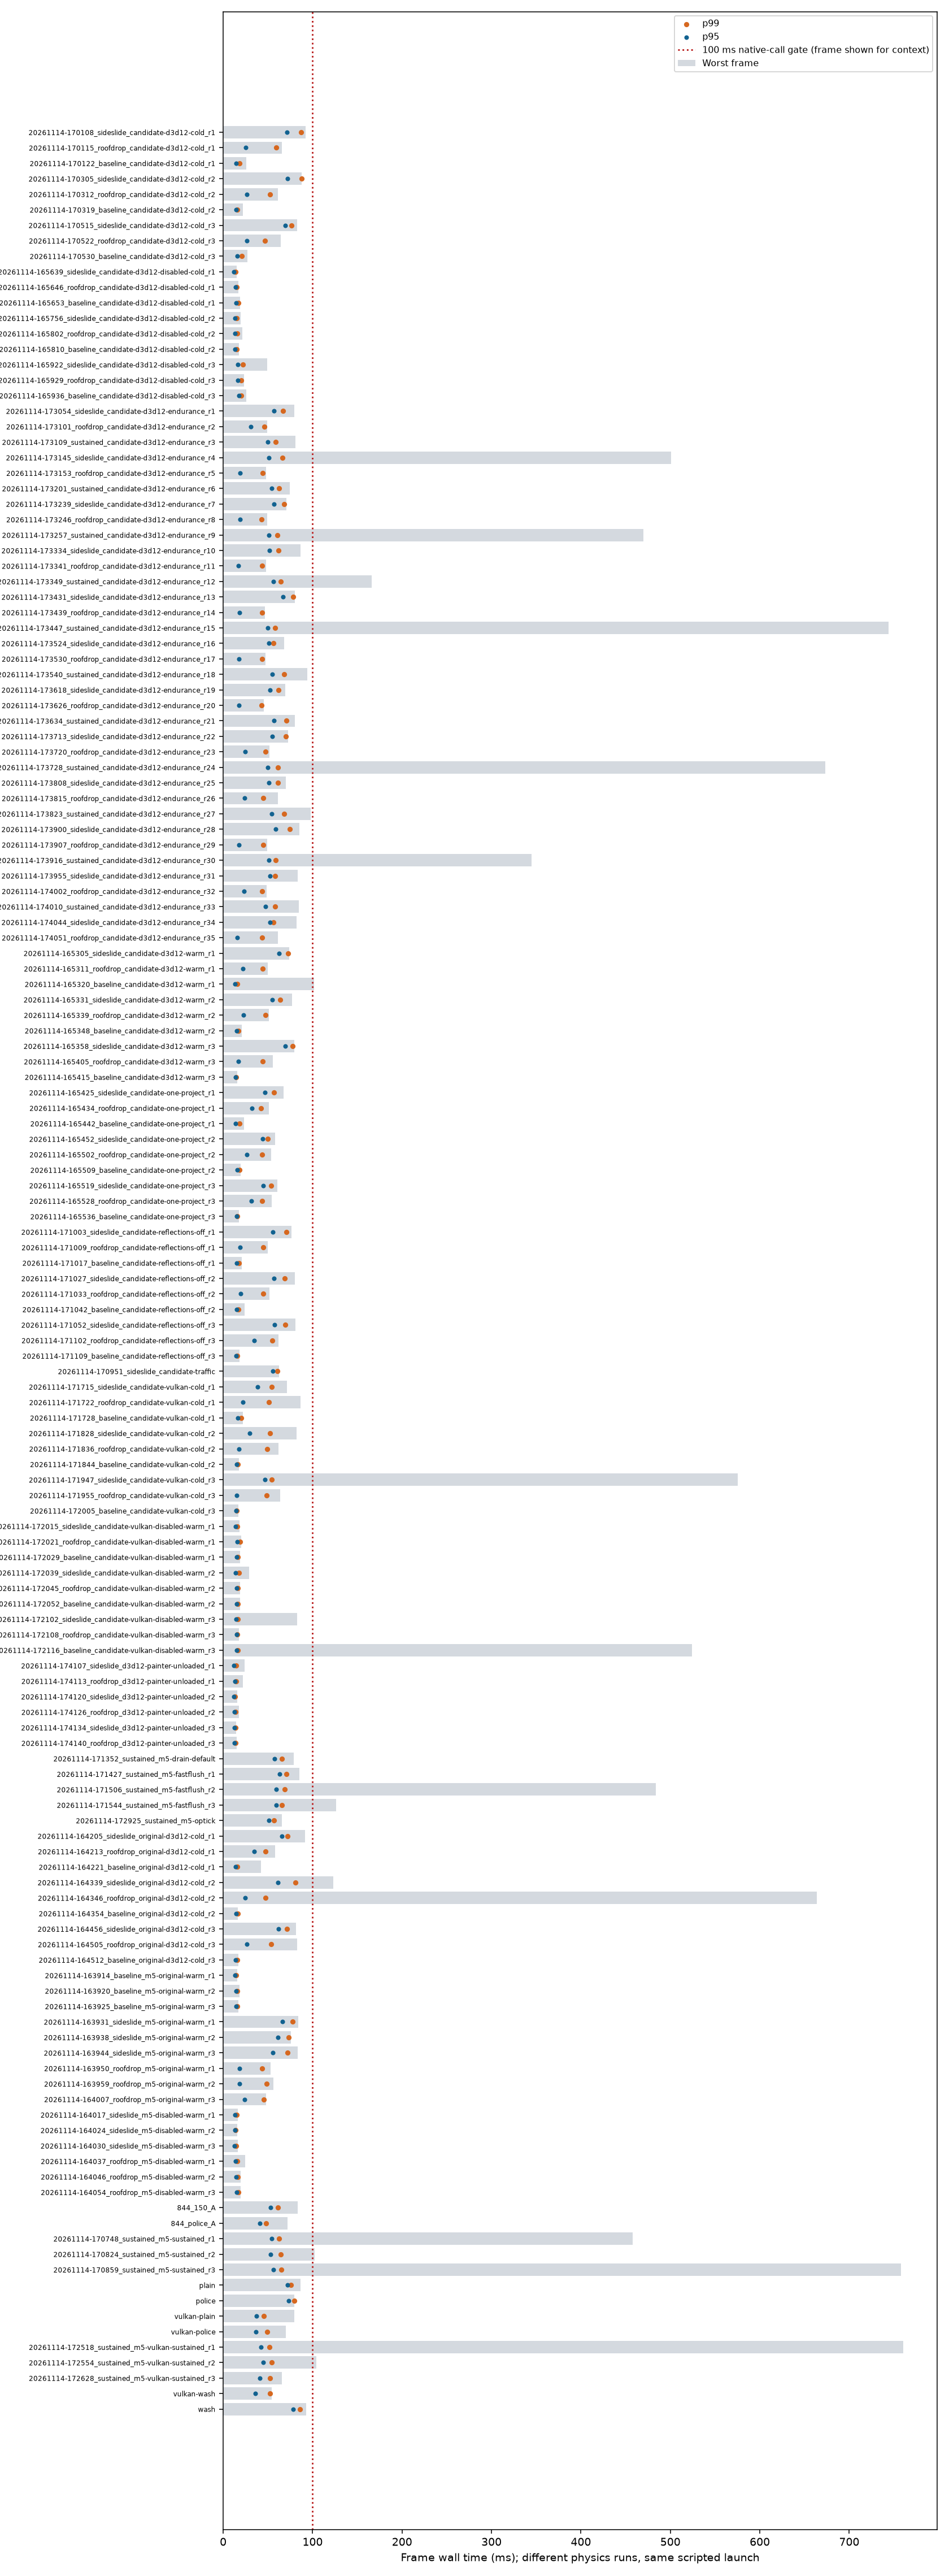 p99
p95
100 ms native-call gate (frame shown for context)
Worst frame
20261114-170108_sideslide_candidate-d3d12-cold_r1
20261114-170115_roofdrop_candidate-d3d12-cold_r1
20261114-170122_baseline_candidate-d3d12-cold_r1
20261114-170305_sideslide_candidate-d3d12-cold_r2
20261114-170312_roofdrop_candidate-d3d12-cold_r2
20261114-170319_baseline_candidate-d3d12-cold_r2
20261114-170515_sideslide_candidate-d3d12-cold_r3
20261114-170522_roofdrop_candidate-d3d12-cold_r3
20261114-170530_baseline_candidate-d3d12-cold_r3
20261114-165639_sideslide_candidate-d3d12-disabled-cold_r1
20261114-165646_roofdrop_candidate-d3d12-disabled-cold_r1
20261114-165653_baseline_candidate-d3d12-disabled-cold_r1
20261114-165756_sideslide_candidate-d3d12-disabled-cold_r2
20261114-165802_roofdrop_candidate-d3d12-disabled-cold_r2
20261114-165810_baseline_candidate-d3d12-disabled-cold_r2
20261114-165922_sideslide_candidate-d3d12-disabled-cold_r3
20261114-165929_roofdrop_candidate-d3d12-disabled-cold_r3
20261114-165936_baseline_candidate-d3d12-disabled-cold_r3
20261114-173054_sideslide_candidate-d3d12-endurance_r1
20261114-173101_roofdrop_candidate-d3d12-endurance_r2
20261114-173109_sustained_candidate-d3d12-endurance_r3
20261114-173145_sideslide_candidate-d3d12-endurance_r4
20261114-173153_roofdrop_candidate-d3d12-endurance_r5
20261114-173201_sustained_candidate-d3d12-endurance_r6
20261114-173239_sideslide_candidate-d3d12-endurance_r7
20261114-173246_roofdrop_candidate-d3d12-endurance_r8
20261114-173257_sustained_candidate-d3d12-endurance_r9
20261114-173334_sideslide_candidate-d3d12-endurance_r10
20261114-173341_roofdrop_candidate-d3d12-endurance_r11
20261114-173349_sustained_candidate-d3d12-endurance_r12
20261114-173431_sideslide_candidate-d3d12-endurance_r13
20261114-173439_roofdrop_candidate-d3d12-endurance_r14
20261114-173447_sustained_candidate-d3d12-endurance_r15
20261114-173524_sideslide_candidate-d3d12-endurance_r16
20261114-173530_roofdrop_candidate-d3d12-endurance_r17
20261114-173540_sustained_candidate-d3d12-endurance_r18
20261114-173618_sideslide_candidate-d3d12-endurance_r19
20261114-173626_roofdrop_candidate-d3d12-endurance_r20
20261114-173634_sustained_candidate-d3d12-endurance_r21
20261114-173713_sideslide_candidate-d3d12-endurance_r22
20261114-173720_roofdrop_candidate-d3d12-endurance_r23
20261114-173728_sustained_candidate-d3d12-endurance_r24
20261114-173808_sideslide_candidate-d3d12-endurance_r25
20261114-173815_roofdrop_candidate-d3d12-endurance_r26
20261114-173823_sustained_candidate-d3d12-endurance_r27
20261114-173900_sideslide_candidate-d3d12-endurance_r28
20261114-173907_roofdrop_candidate-d3d12-endurance_r29
20261114-173916_sustained_candidate-d3d12-endurance_r30
20261114-173955_sideslide_candidate-d3d12-endurance_r31
20261114-174002_roofdrop_candidate-d3d12-endurance_r32
20261114-174010_sustained_candidate-d3d12-endurance_r33
20261114-174044_sideslide_candidate-d3d12-endurance_r34
20261114-174051_roofdrop_candidate-d3d12-endurance_r35
20261114-165305_sideslide_candidate-d3d12-warm_r1
20261114-165311_roofdrop_candidate-d3d12-warm_r1
20261114-165320_baseline_candidate-d3d12-warm_r1
20261114-165331_sideslide_candidate-d3d12-warm_r2
20261114-165339_roofdrop_candidate-d3d12-warm_r2
20261114-165348_baseline_candidate-d3d12-warm_r2
20261114-165358_sideslide_candidate-d3d12-warm_r3
20261114-165405_roofdrop_candidate-d3d12-warm_r3
20261114-165415_baseline_candidate-d3d12-warm_r3
20261114-165425_sideslide_candidate-one-project_r1
20261114-165434_roofdrop_candidate-one-project_r1
20261114-165442_baseline_candidate-one-project_r1
20261114-165452_sideslide_candidate-one-project_r2
20261114-165502_roofdrop_candidate-one-project_r2
20261114-165509_baseline_candidate-one-project_r2
20261114-165519_sideslide_candidate-one-project_r3
20261114-165528_roofdrop_candidate-one-project_r3
20261114-165536_baseline_candidate-one-project_r3
20261114-171003_sideslide_candidate-reflections-off_r1
20261114-171009_roofdrop_candidate-reflections-off_r1
20261114-171017_baseline_candidate-reflections-off_r1
20261114-171027_sideslide_candidate-reflections-off_r2
20261114-171033_roofdrop_candidate-reflections-off_r2
20261114-171042_baseline_candidate-reflections-off_r2
20261114-171052_sideslide_candidate-reflections-off_r3
20261114-171102_roofdrop_candidate-reflections-off_r3
20261114-171109_baseline_candidate-reflections-off_r3
20261114-170951_sideslide_candidate-traffic
20261114-171715_sideslide_candidate-vulkan-cold_r1
20261114-171722_roofdrop_candidate-vulkan-cold_r1
20261114-171728_baseline_candidate-vulkan-cold_r1
20261114-171828_sideslide_candidate-vulkan-cold_r2
20261114-171836_roofdrop_candidate-vulkan-cold_r2
20261114-171844_baseline_candidate-vulkan-cold_r2
20261114-171947_sideslide_candidate-vulkan-cold_r3
20261114-171955_roofdrop_candidate-vulkan-cold_r3
20261114-172005_baseline_candidate-vulkan-cold_r3
20261114-172015_sideslide_candidate-vulkan-disabled-warm_r1
20261114-172021_roofdrop_candidate-vulkan-disabled-warm_r1
20261114-172029_baseline_candidate-vulkan-disabled-warm_r1
20261114-172039_sideslide_candidate-vulkan-disabled-warm_r2
20261114-172045_roofdrop_candidate-vulkan-disabled-warm_r2
20261114-172052_baseline_candidate-vulkan-disabled-warm_r2
20261114-172102_sideslide_candidate-vulkan-disabled-warm_r3
20261114-172108_roofdrop_candidate-vulkan-disabled-warm_r3
20261114-172116_baseline_candidate-vulkan-disabled-warm_r3
20261114-174107_sideslide_d3d12-painter-unloaded_r1
20261114-174113_roofdrop_d3d12-painter-unloaded_r1
20261114-174120_sideslide_d3d12-painter-unloaded_r2
20261114-174126_roofdrop_d3d12-painter-unloaded_r2
20261114-174134_sideslide_d3d12-painter-unloaded_r3
20261114-174140_roofdrop_d3d12-painter-unloaded_r3
20261114-171352_sustained_m5-drain-default
20261114-171427_sustained_m5-fastflush_r1
20261114-171506_sustained_m5-fastflush_r2
20261114-171544_sustained_m5-fastflush_r3
20261114-172925_sustained_m5-optick
20261114-164205_sideslide_original-d3d12-cold_r1
20261114-164213_roofdrop_original-d3d12-cold_r1
20261114-164221_baseline_original-d3d12-cold_r1
20261114-164339_sideslide_original-d3d12-cold_r2
20261114-164346_roofdrop_original-d3d12-cold_r2
20261114-164354_baseline_original-d3d12-cold_r2
20261114-164456_sideslide_original-d3d12-cold_r3
20261114-164505_roofdrop_original-d3d12-cold_r3
20261114-164512_baseline_original-d3d12-cold_r3
20261114-163914_baseline_m5-original-warm_r1
20261114-163920_baseline_m5-original-warm_r2
20261114-163925_baseline_m5-original-warm_r3
20261114-163931_sideslide_m5-original-warm_r1
20261114-163938_sideslide_m5-original-warm_r2
20261114-163944_sideslide_m5-original-warm_r3
20261114-163950_roofdrop_m5-original-warm_r1
20261114-163959_roofdrop_m5-original-warm_r2
20261114-164007_roofdrop_m5-original-warm_r3
20261114-164017_sideslide_m5-disabled-warm_r1
20261114-164024_sideslide_m5-disabled-warm_r2
20261114-164030_sideslide_m5-disabled-warm_r3
20261114-164037_roofdrop_m5-disabled-warm_r1
20261114-164046_roofdrop_m5-disabled-warm_r2
20261114-164054_roofdrop_m5-disabled-warm_r3
844_150_A
844_police_A
20261114-170748_sustained_m5-sustained_r1
20261114-170824_sustained_m5-sustained_r2
20261114-170859_sustained_m5-sustained_r3
plain
police
vulkan-plain
vulkan-police
20261114-172518_sustained_m5-vulkan-sustained_r1
20261114-172554_sustained_m5-vulkan-sustained_r2
20261114-172628_sustained_m5-vulkan-sustained_r3
vulkan-wash
wash
0 100 200 300 400 500 600 700
Frame wall time (ms); different physics runs, same scripted launch